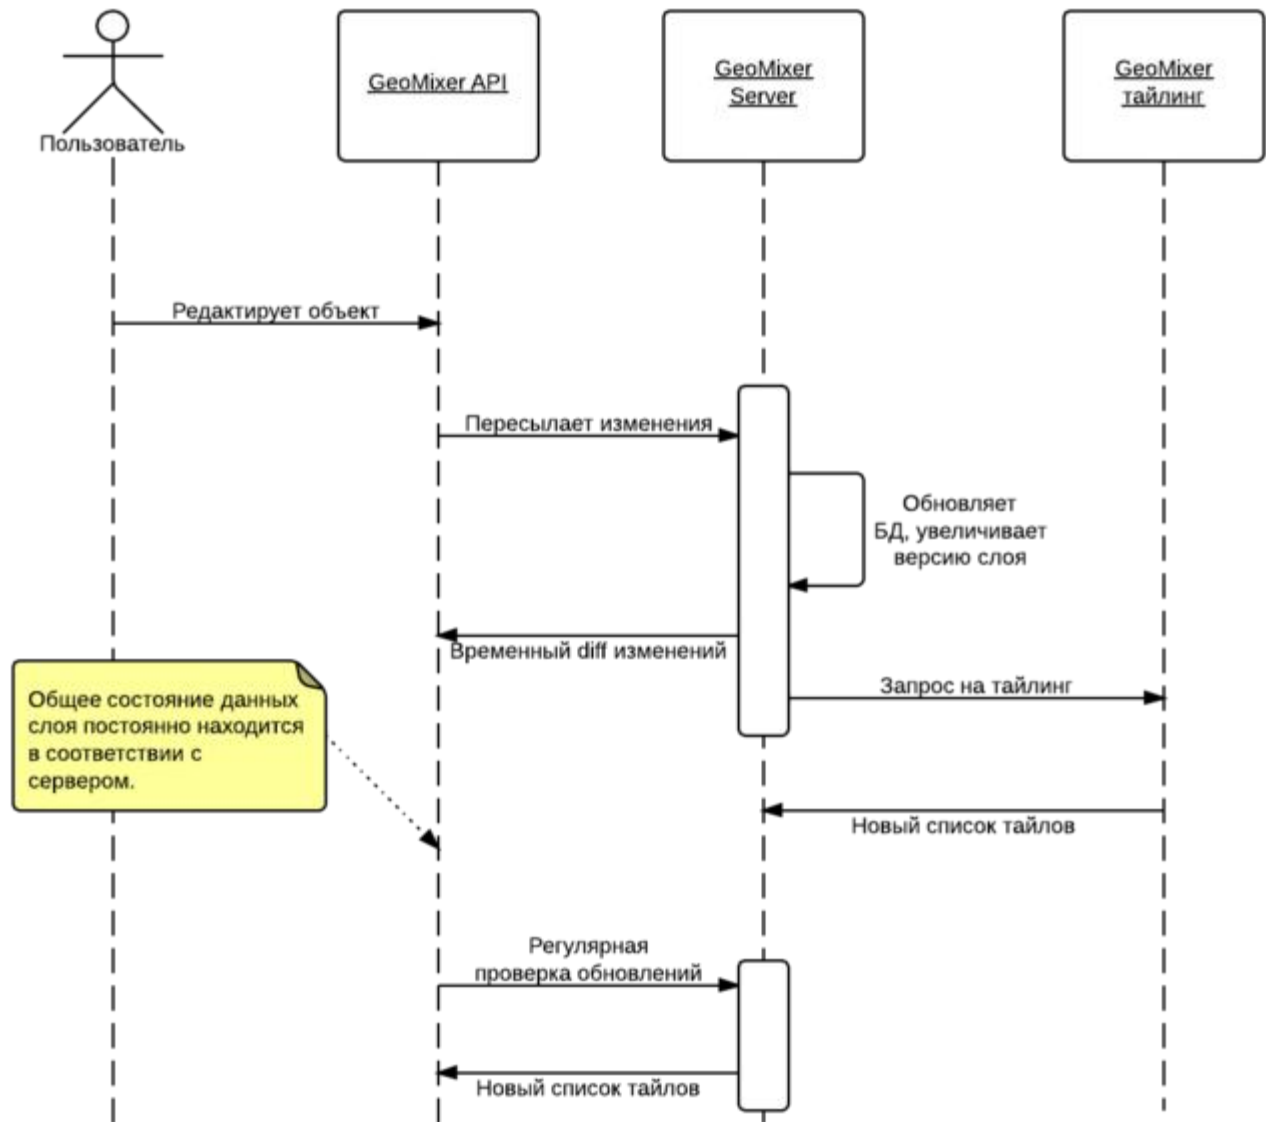 Пользователь
GeoMixer API
GeoMixer
Server
GeoMixer
тайлинг
Редактирует объект
Пересылает изменения
Обновляет
БД, увеличивает
версию слоя
Временный diff изменений
Запрос на тайлинг
Общее состояние данных
слоя постоянно находится
в соответствии с
сервером.
Новый список тайлов
Регулярная
проверка обновлений
Новый список тайлов